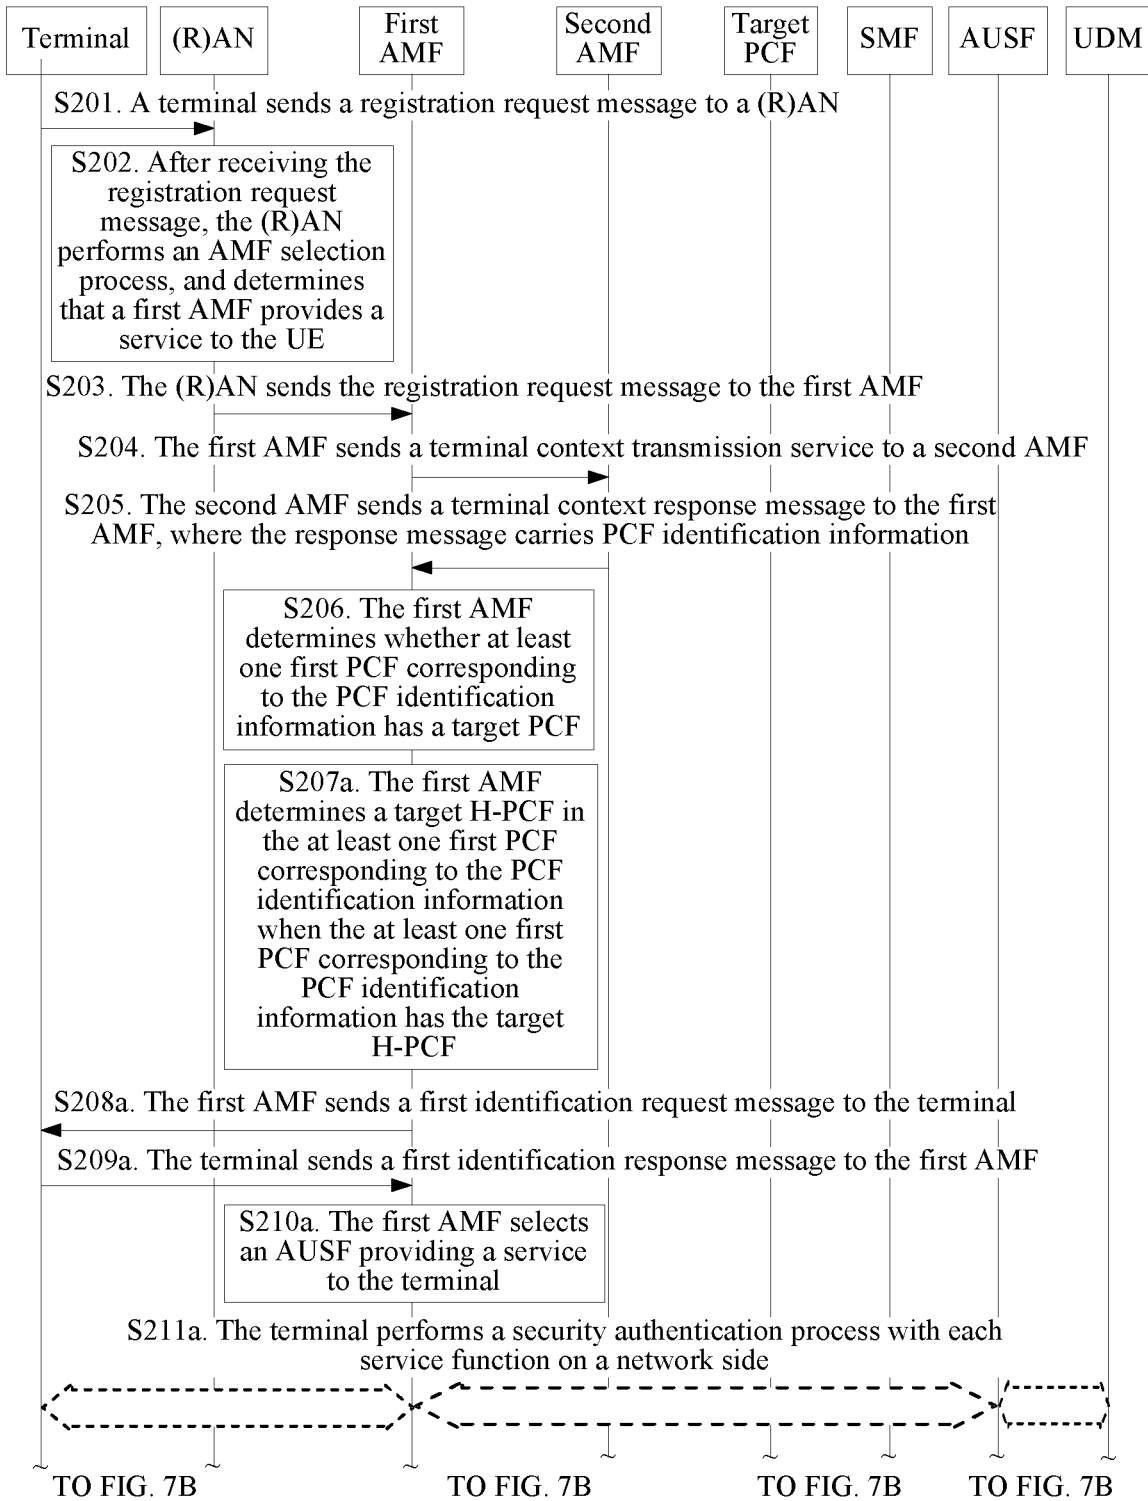 Terminal
(R)AN
First
AMF
Second
AMF
Target
PCF
SMF
AUSF
UDM
S201. A terminal sends a registration request message to a (R)AN
S202. After receiving the
registration request
message, the (R)AN
performs an AMF selection
process, and determines
that a first AMF provides a
service to the UE
S203. The (R)AN sends the registration request message to the first AMF
S204. The first AMF sends a terminal context transmission service to a second AMF
S205. The second AMF sends a terminal context response message to the first
AMF, where the response message carries PCF identification information
S206. The first AMF
determines whether at least
one first PCF corresponding
to the PCF identification
information has a target PCF
S207a. The first AMF
determines a target H-PCF in
the at least one first PCF
corresponding to the PCF
identification information
when the at least one first
PCF corresponding to the
PCF identification
information has the target
H-PCF
S208a. The first AMF sends a first identification request message to the terminal
S209a. The terminal sends a first identification response message to the first AMF
S210a. The first AMF selects
an AUSF providing a service
to the terminal
S211a. The terminal performs a security authentication process with each
service function on a network side
TO FIG. 7B
TO FIG. 7B
TO FIG. 7B
TO FIG. 7B